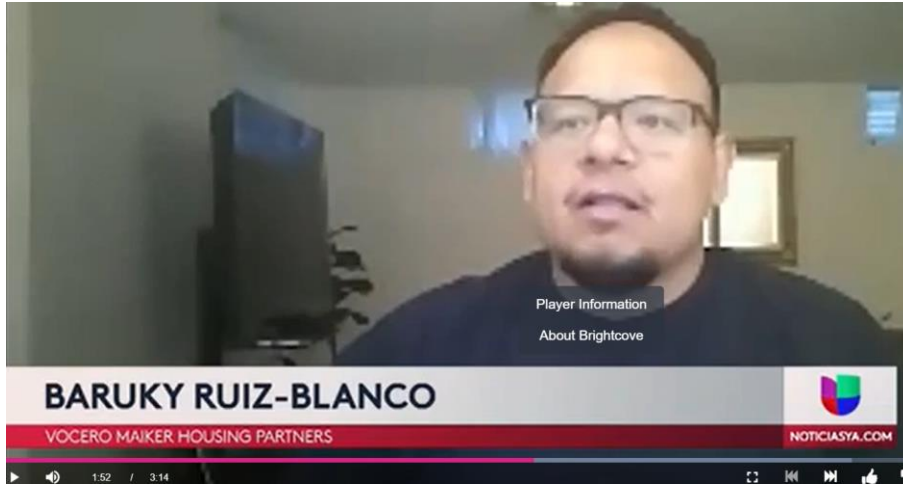 Player Information
About Brightcove
BARUKY RUIZ-BLANCO
VOCERO MAIKER HOUSING PARTNERS
NOTICIASYA.COM
1:52 / 3:14